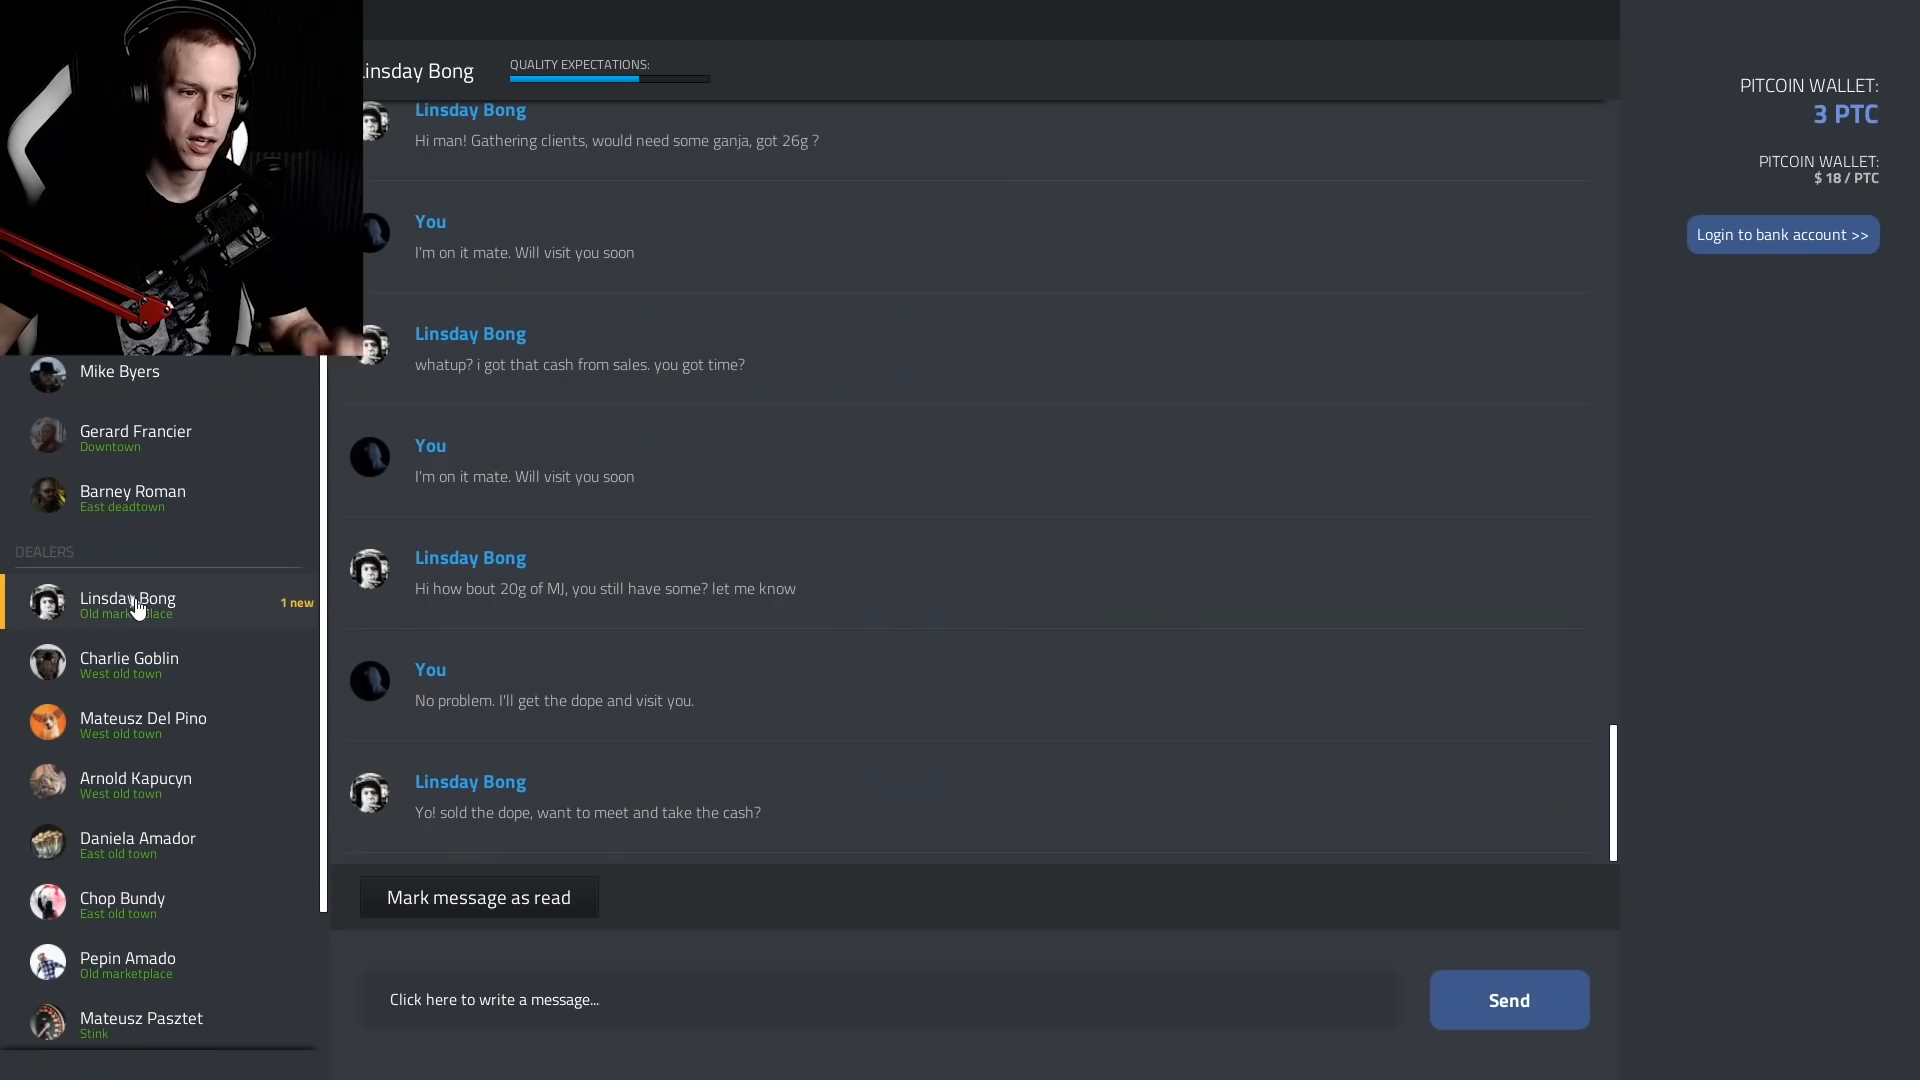 Linsday Bong
QUALITY EXPECTATIONS:
Linsday Bong
Hi man! Gathering clients, would need some ganja, got 26g ?
You
I'm on it mate. Will visit you soon
Linsday Bong
whatup? i got that cash from sales. you got time?
You
I'm on it mate. Will visit you soon
Linsday Bong
Hi how bout 20g of MJ, you still have some? let me know
You
No problem. I'll get the dope and visit you.
Linsday Bong
Yo! sold the dope, want to meet and take the cash?
Mark message as read
Click here to write a message...
Send
Mike Byers
Gerard Francier
Downtown
Barney Roman
East deadtown
DEALERS
Linsday Bong
Old marketplace
1 new
Charlie Goblin
West old town
Mateusz Del Pino
West old town
Arnold Kapucyn
West old town
Daniela Amador
East old town
Chop Bundy
East old town
Pepin Amado
Old marketplace
Mateusz Pasztet
Stink
PITCOIN WALLET:
3 PTC
PITCOIN WALLET:
$ 18 / PTC
Login to bank account >>